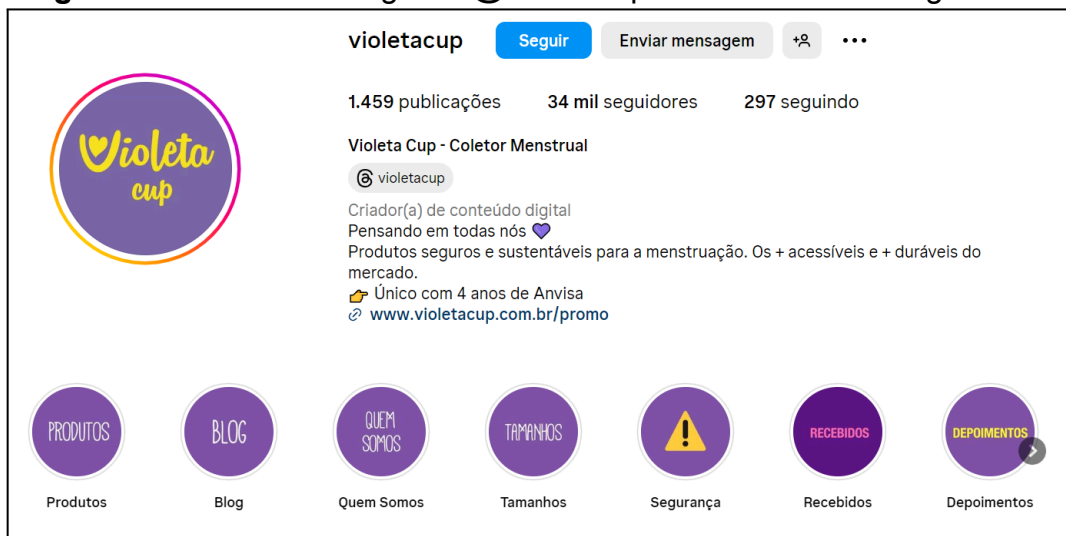 violetacup Seguir Enviar mensagem
1.459 publicações 34 mil seguidores 297 seguindo
Violeta Cup - Coletor Menstrual
violetacup
Criador(a) de conteúdo digital
Pensando em todas nós 💜
Produtos seguros e sustentáveis para a menstruação. Os + acessíveis e + duráveis do
mercado.
👉 Único com 4 anos de Anvisa
www.violetacup.com.br/promo
Violeta
cup
PRODUTOS BLOG QUEM SOMOS TAMANHOS RECEBIDOS DEPOIMENTOS
Produtos Blog Quem Somos Tamanhos Segurança Recebidos Depoimentos